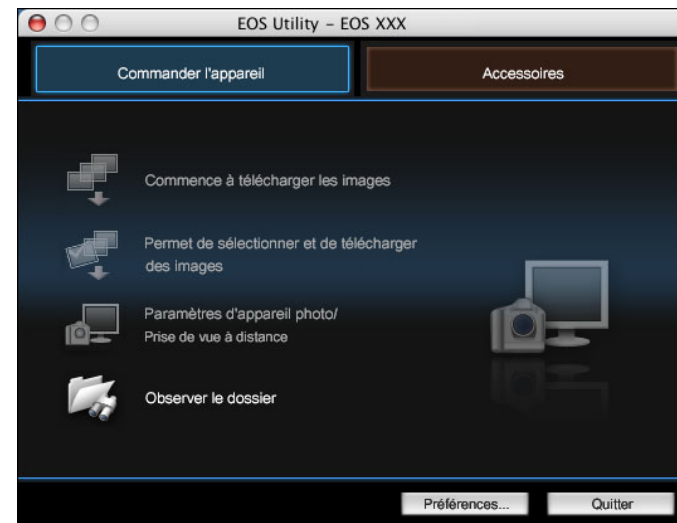 EOS Utility – EOS XXX
Commander l'appareil
Accessoires
Commence à télécharger les images
Permet de sélectionner et de télécharger
des images
Paramètres d'appareil photo/
Prise de vue à distance
Observer le dossier
Préférences...
Quitter